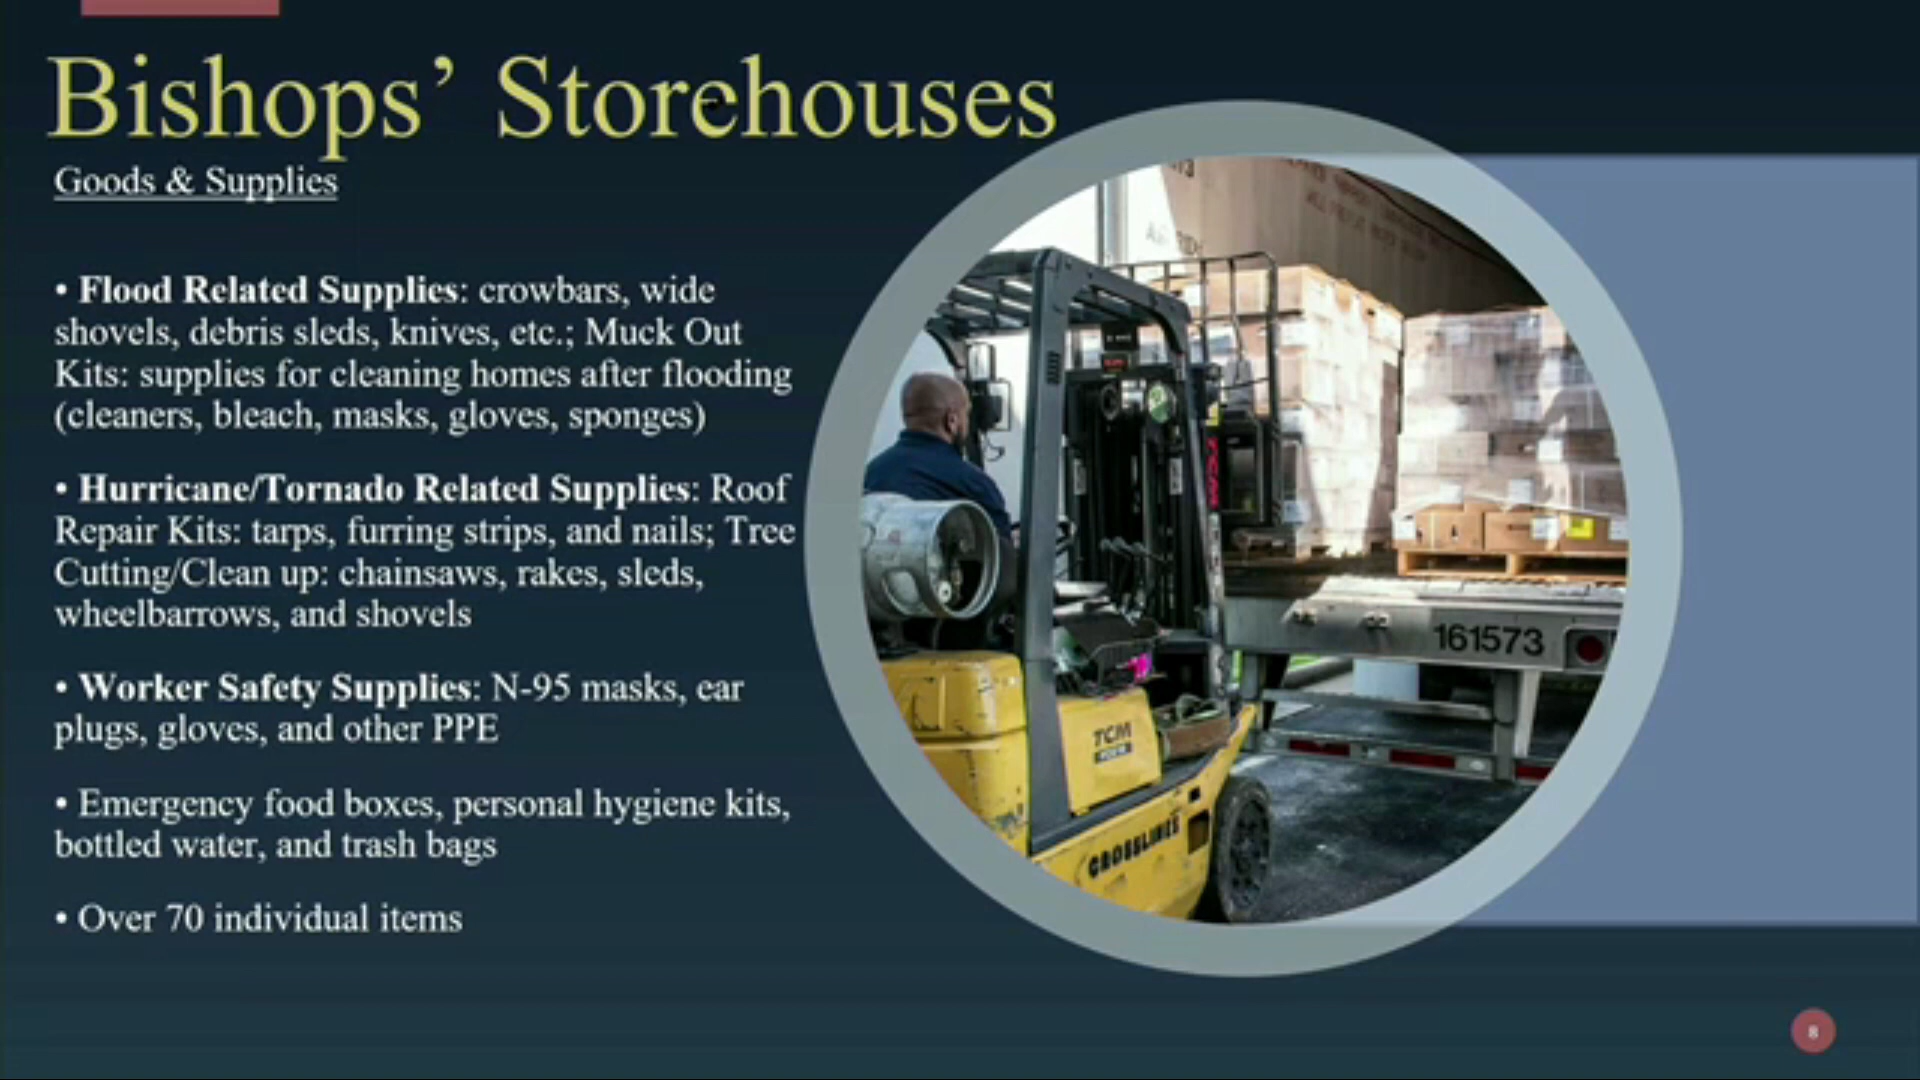 Bishops’ Storehouses
Goods & Supplies
• Flood Related Supplies: crowbars, wide
shovels, debris sleds, knives, etc.; Muck Out
Kits: supplies for cleaning homes after flooding
(cleaners, bleach, masks, gloves, sponges)
• Hurricane/Tornado Related Supplies: Roof
Repair Kits: tarps, furring strips, and nails; Tree
Cutting/Clean up: chainsaws, rakes, sleds,
wheelbarrows, and shovels
• Worker Safety Supplies: N-95 masks, ear
plugs, gloves, and other PPE
• Emergency food boxes, personal hygiene kits,
bottled water, and trash bags
• Over 70 individual items
161573
TCM
CROSSLINES
8